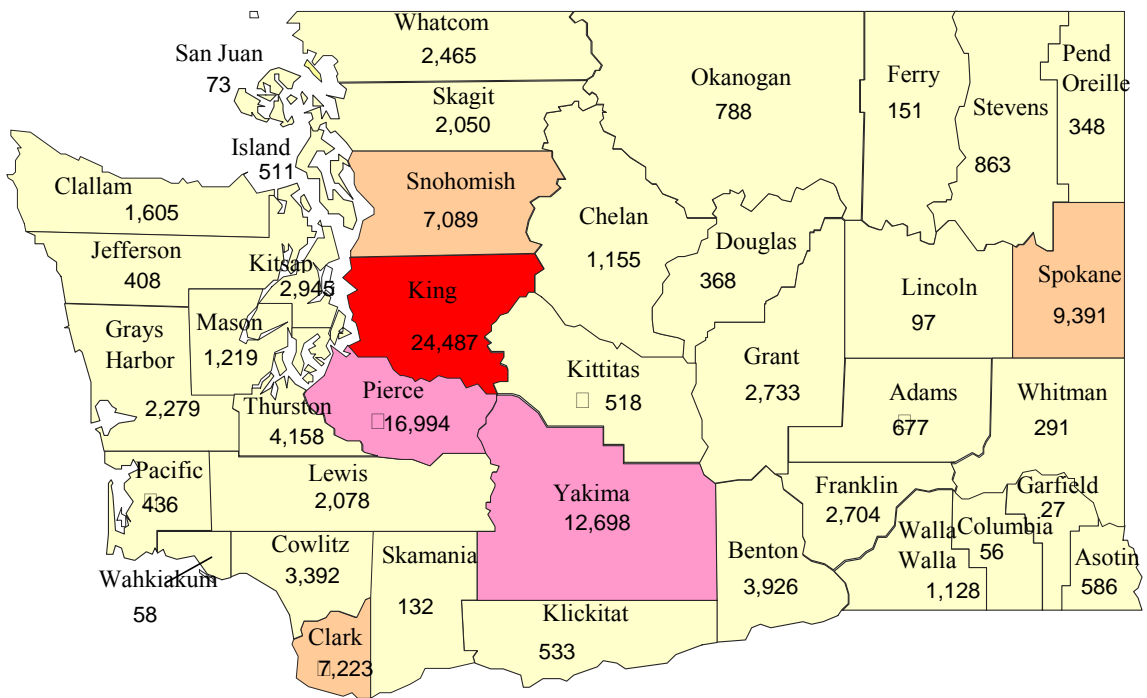 Whatcom
2,465
San Juan
73
Skagit
2,050
Island
511
Okanogan
788
Ferry
151
Stevens
863
Pend
Oreille
348
Clallam
1,605
Snohomish
7,089
Chelan
1,155
Douglas
368
Jefferson
408
Kitsap
2,945
King
24,487
Lincoln
97
Spokane
9,391
Grays
Harbor
2,279
Mason
1,219
Kittitas
518
Grant
2,733
Adams
677
Whitman
291
Thurston
4,158
Pierce
16,994
Pacific
436
Lewis
2,078
Yakima
12,698
Franklin
2,704
Garfield
27
Columbia
56
Walla
Walla
1,128
Asotin
586
Benton
3,926
Wahkiakum
58
Cowlitz
3,392
Skamania
132
Klickitat
533
Clark
7,223